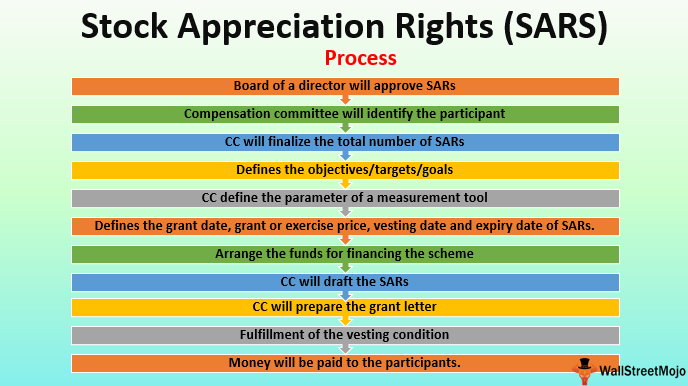 Stock Appreciation Rights (SARS)
Process
Board of a director will approve SARs
Compensation committee will identify the participant
CC will finalize the total number of SARs
Defines the objectives/targets/goals
CC define the parameter of a measurement tool
Defines the grant date, grant or exercise price, vesting date and expiry date of SARs.
Arrange the funds for financing the scheme
CC will draft the SARs
CC will prepare the grant letter
Fulfillment of the vesting condition
Money will be paid to the participants.
WallStreetMojo